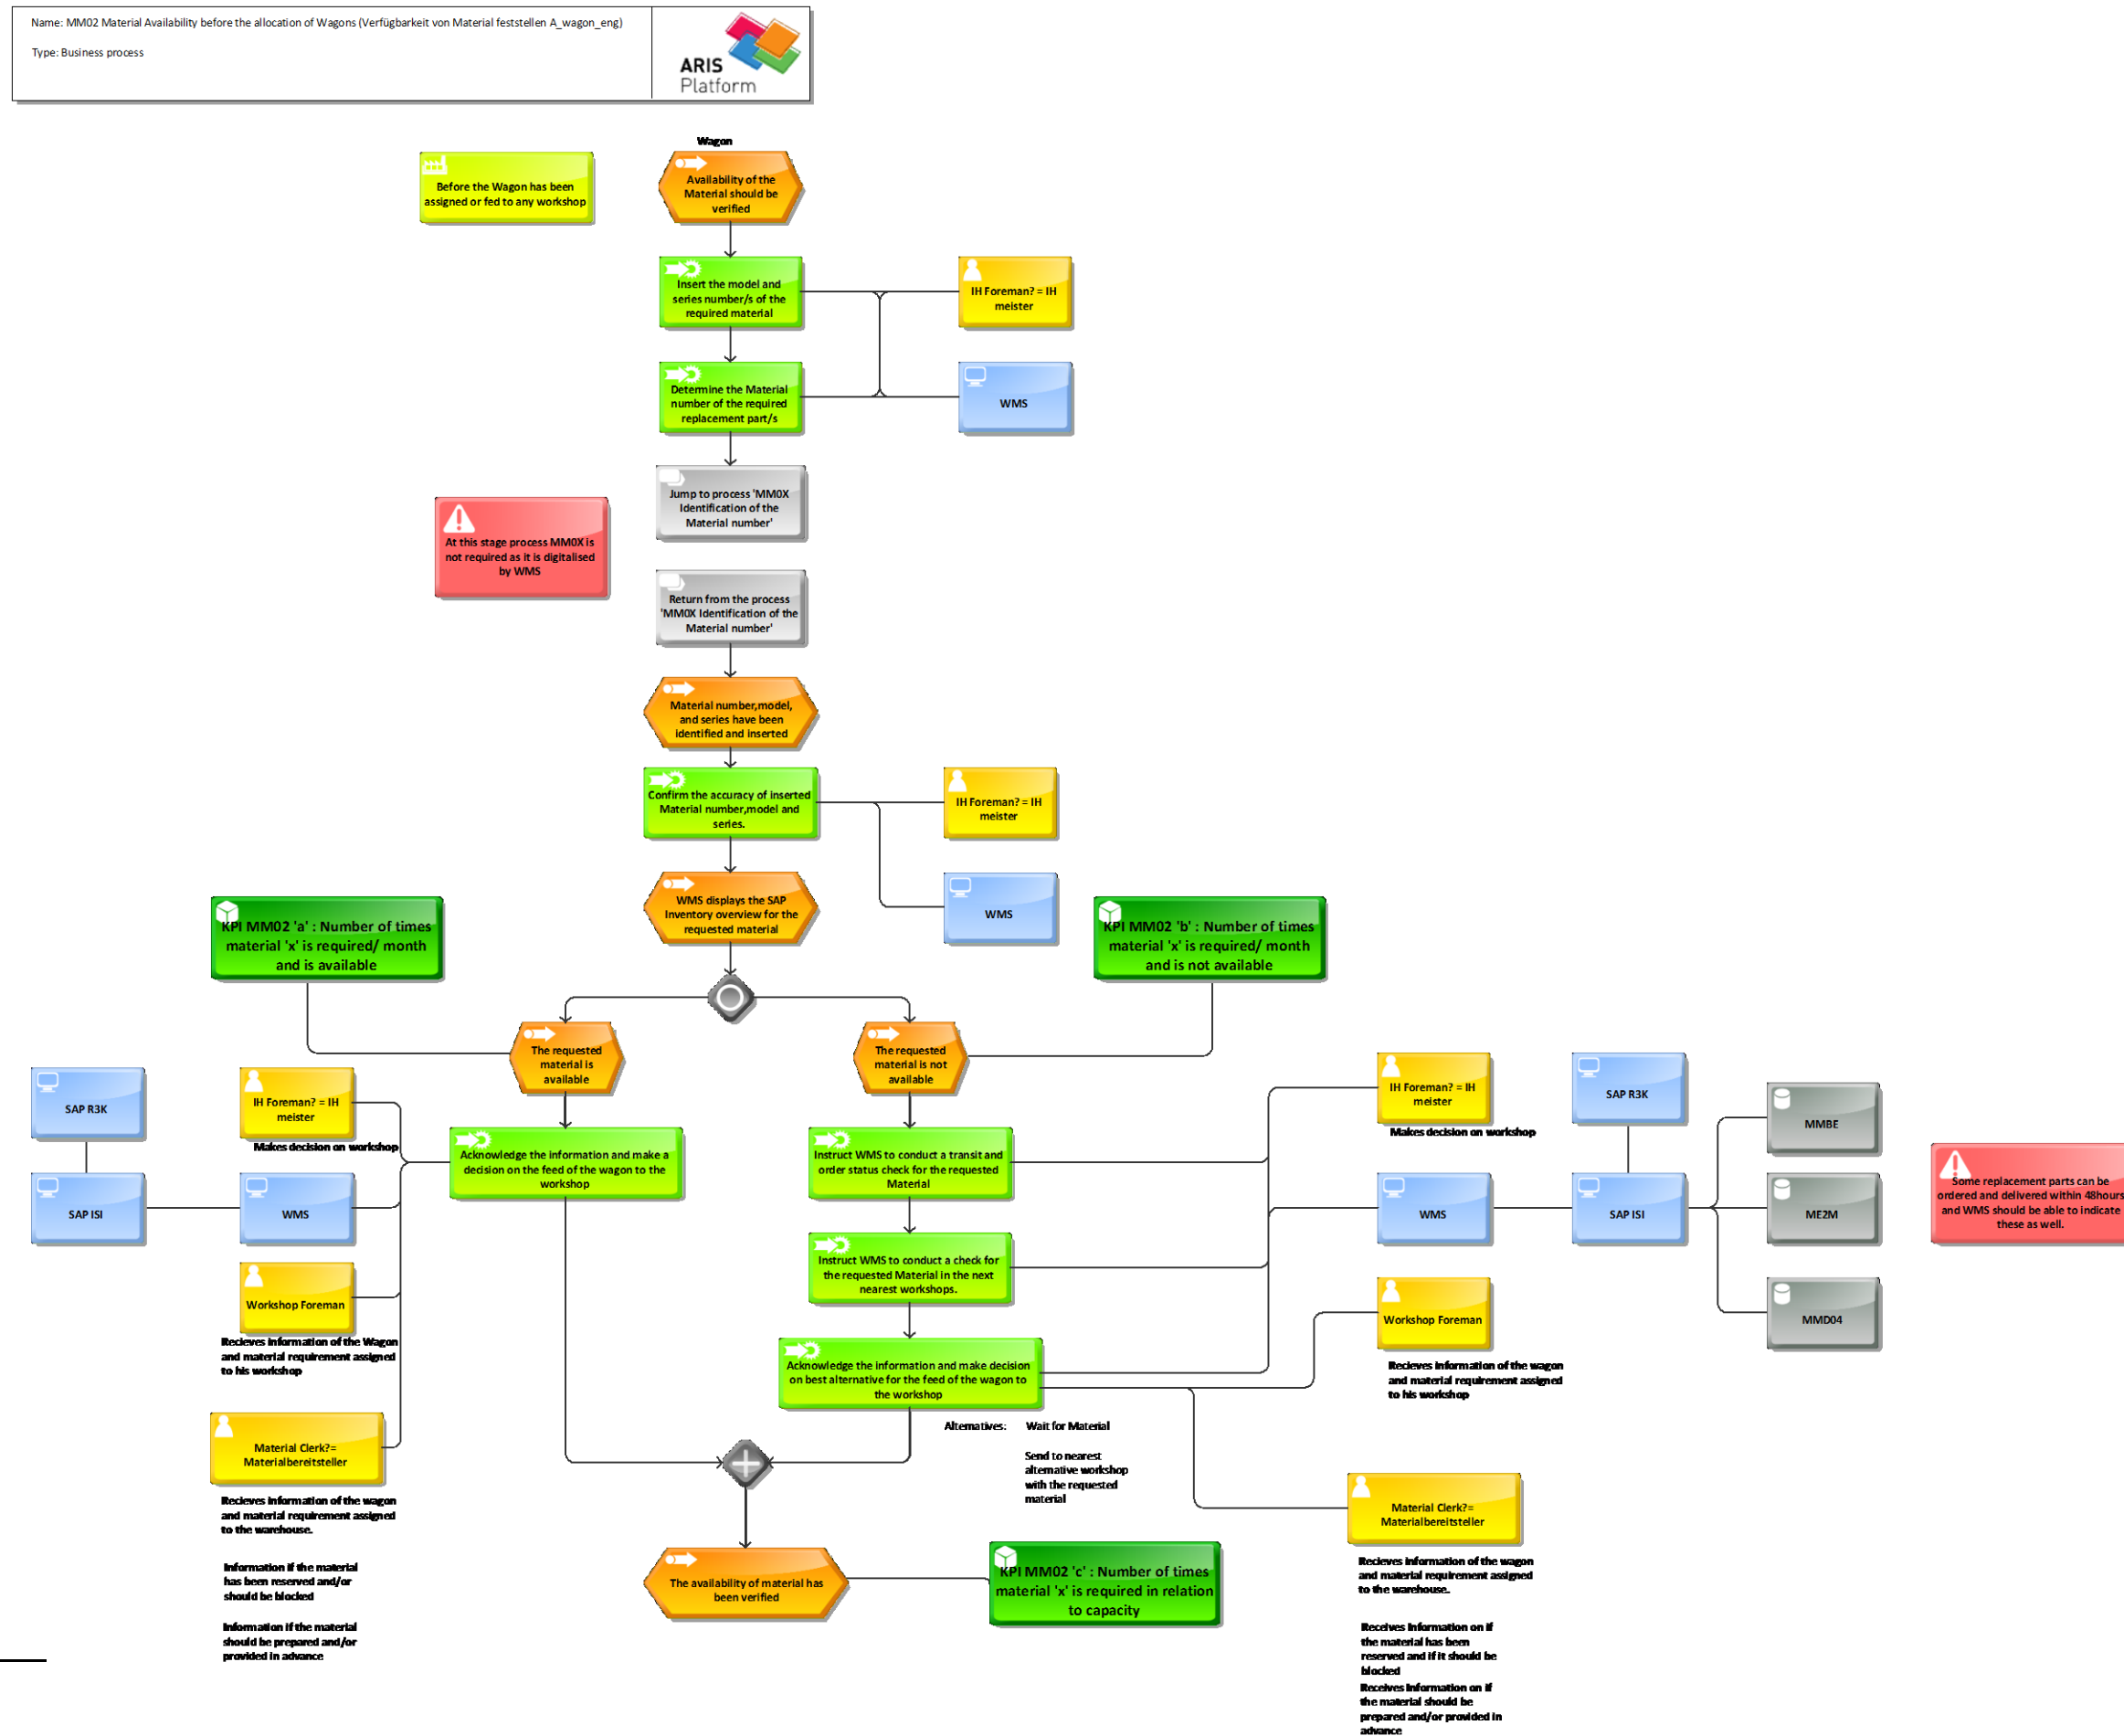 Name: MM02 Material Availability before the allocation of Wagons (Verfügbarkeit von Material feststellen A_wagon_eng)
Type: Business process
ARIS
Platform
Wagon
Before the Wagon has been
assigned or fed to any workshop
Availability of the
Material should be
verified
Insert the model and
series number/s of the
required material
IH Foreman? = IH
meister
Determine the Material
number of the required
replacement part/s
WMS
Jump to process 'MM0X
Identification of the
Material number'
At this stage process MM0X is
not required as it is digitalised
by WMS
Return from the process
'MM0X Identification of the
Material number'
Material number,model,
and series have been
identified and inserted
Confirm the accuracy of inserted
Material number,model and
series.
IH Foreman? = IH
meister
WMS displays the SAP
Inventory overview for the
requested material
WMS
KPI MM02 'a' : Number of times
material 'x' is required/ month
and is available
KPI MM02 'b' : Number of times
material 'x' is required/ month
and is not available
The requested
material is
available
The requested
material is not
available
SAP R3K
IH Foreman? = IH
meister
Makes decision on workshop
Acknowledge the information and make a
decision on the feed of the wagon to the
workshop
Instruct WMS to conduct a transit and
order status check for the requested
Material
IH Foreman? = IH
meister
Makes decision on workshop
SAP R3K
MMBE
SAP ISI
WMS
WMS
SAP ISI
ME2M
Some replacement parts can be
ordered and delivered within 48hours
and WMS should be able to indicate
these as well.
Instruct WMS to conduct a check for
the requested Material in the next
nearest workshops.
Workshop Foreman
Recieves information of the Wagon
and material requirement assigned
to his workshop
Workshop Foreman
Recieves information of the wagon
and material requirement assigned
to his workshop
MMD04
Acknowledge the information and make decision
on best alternative for the feed of the wagon to
the workshop
Alternatives:
Wait for Material
Send to nearest
alternative workshop
with the requested
material
Material Clerk?=
Materialbereitsteller
Recieves information of the wagon
and material requirement assigned
to the warehouse.
Information if the material
has been reserved and/or
should be blocked
Information if the material
should be prepared and/or
provided in advance
Material Clerk?=
Materialbereitsteller
Recieves information of the wagon
and material requirement assigned
to the warehouse.
Receives information on if
the material has been
reserved and if it should be
blocked
Receives information on if
the material should be
prepared and/or provided in
advance
The availability of material has
been verified
KPI MM02 'c' : Number of times
material 'x' is required in relation
to capacity